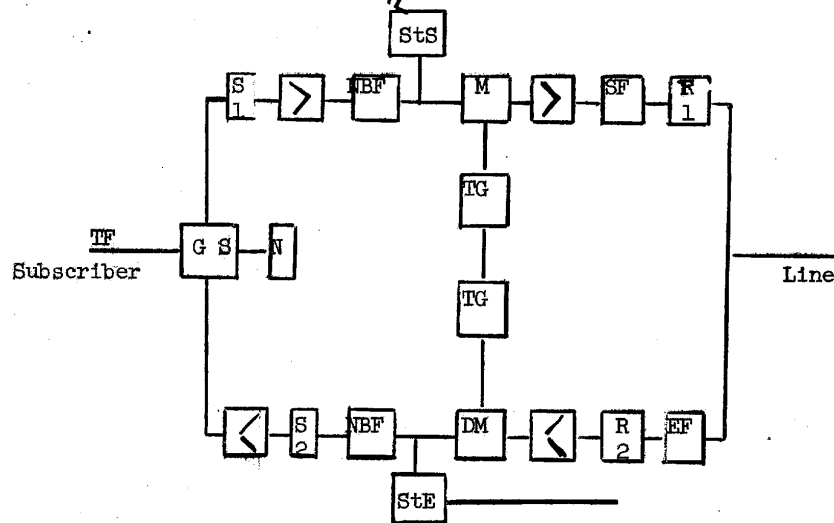 StS
S 1
>
NBF
M
>
SF
R 1
TG
TF
G S
N
Subscriber
Line
TG
<
S 2
NBF
DM
<
R 2
EF
StE